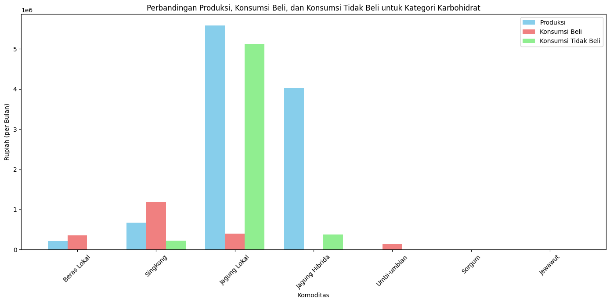 Perbandingan Produksi, Konsumsi Beli, dan Konsumsi Tidak Beli untuk Kategori Karbohidrat
1e6
Produksi
Konsumsi Beli
Konsumsi Tidak Beli
Rupiah (per Bulan)
5
4
3
2
1
0
Beras Lokal
Singkong
Jagung Lokal
Jagung Hibrida
Umbi-umbian
Sorgum
Jewawut
Komoditas